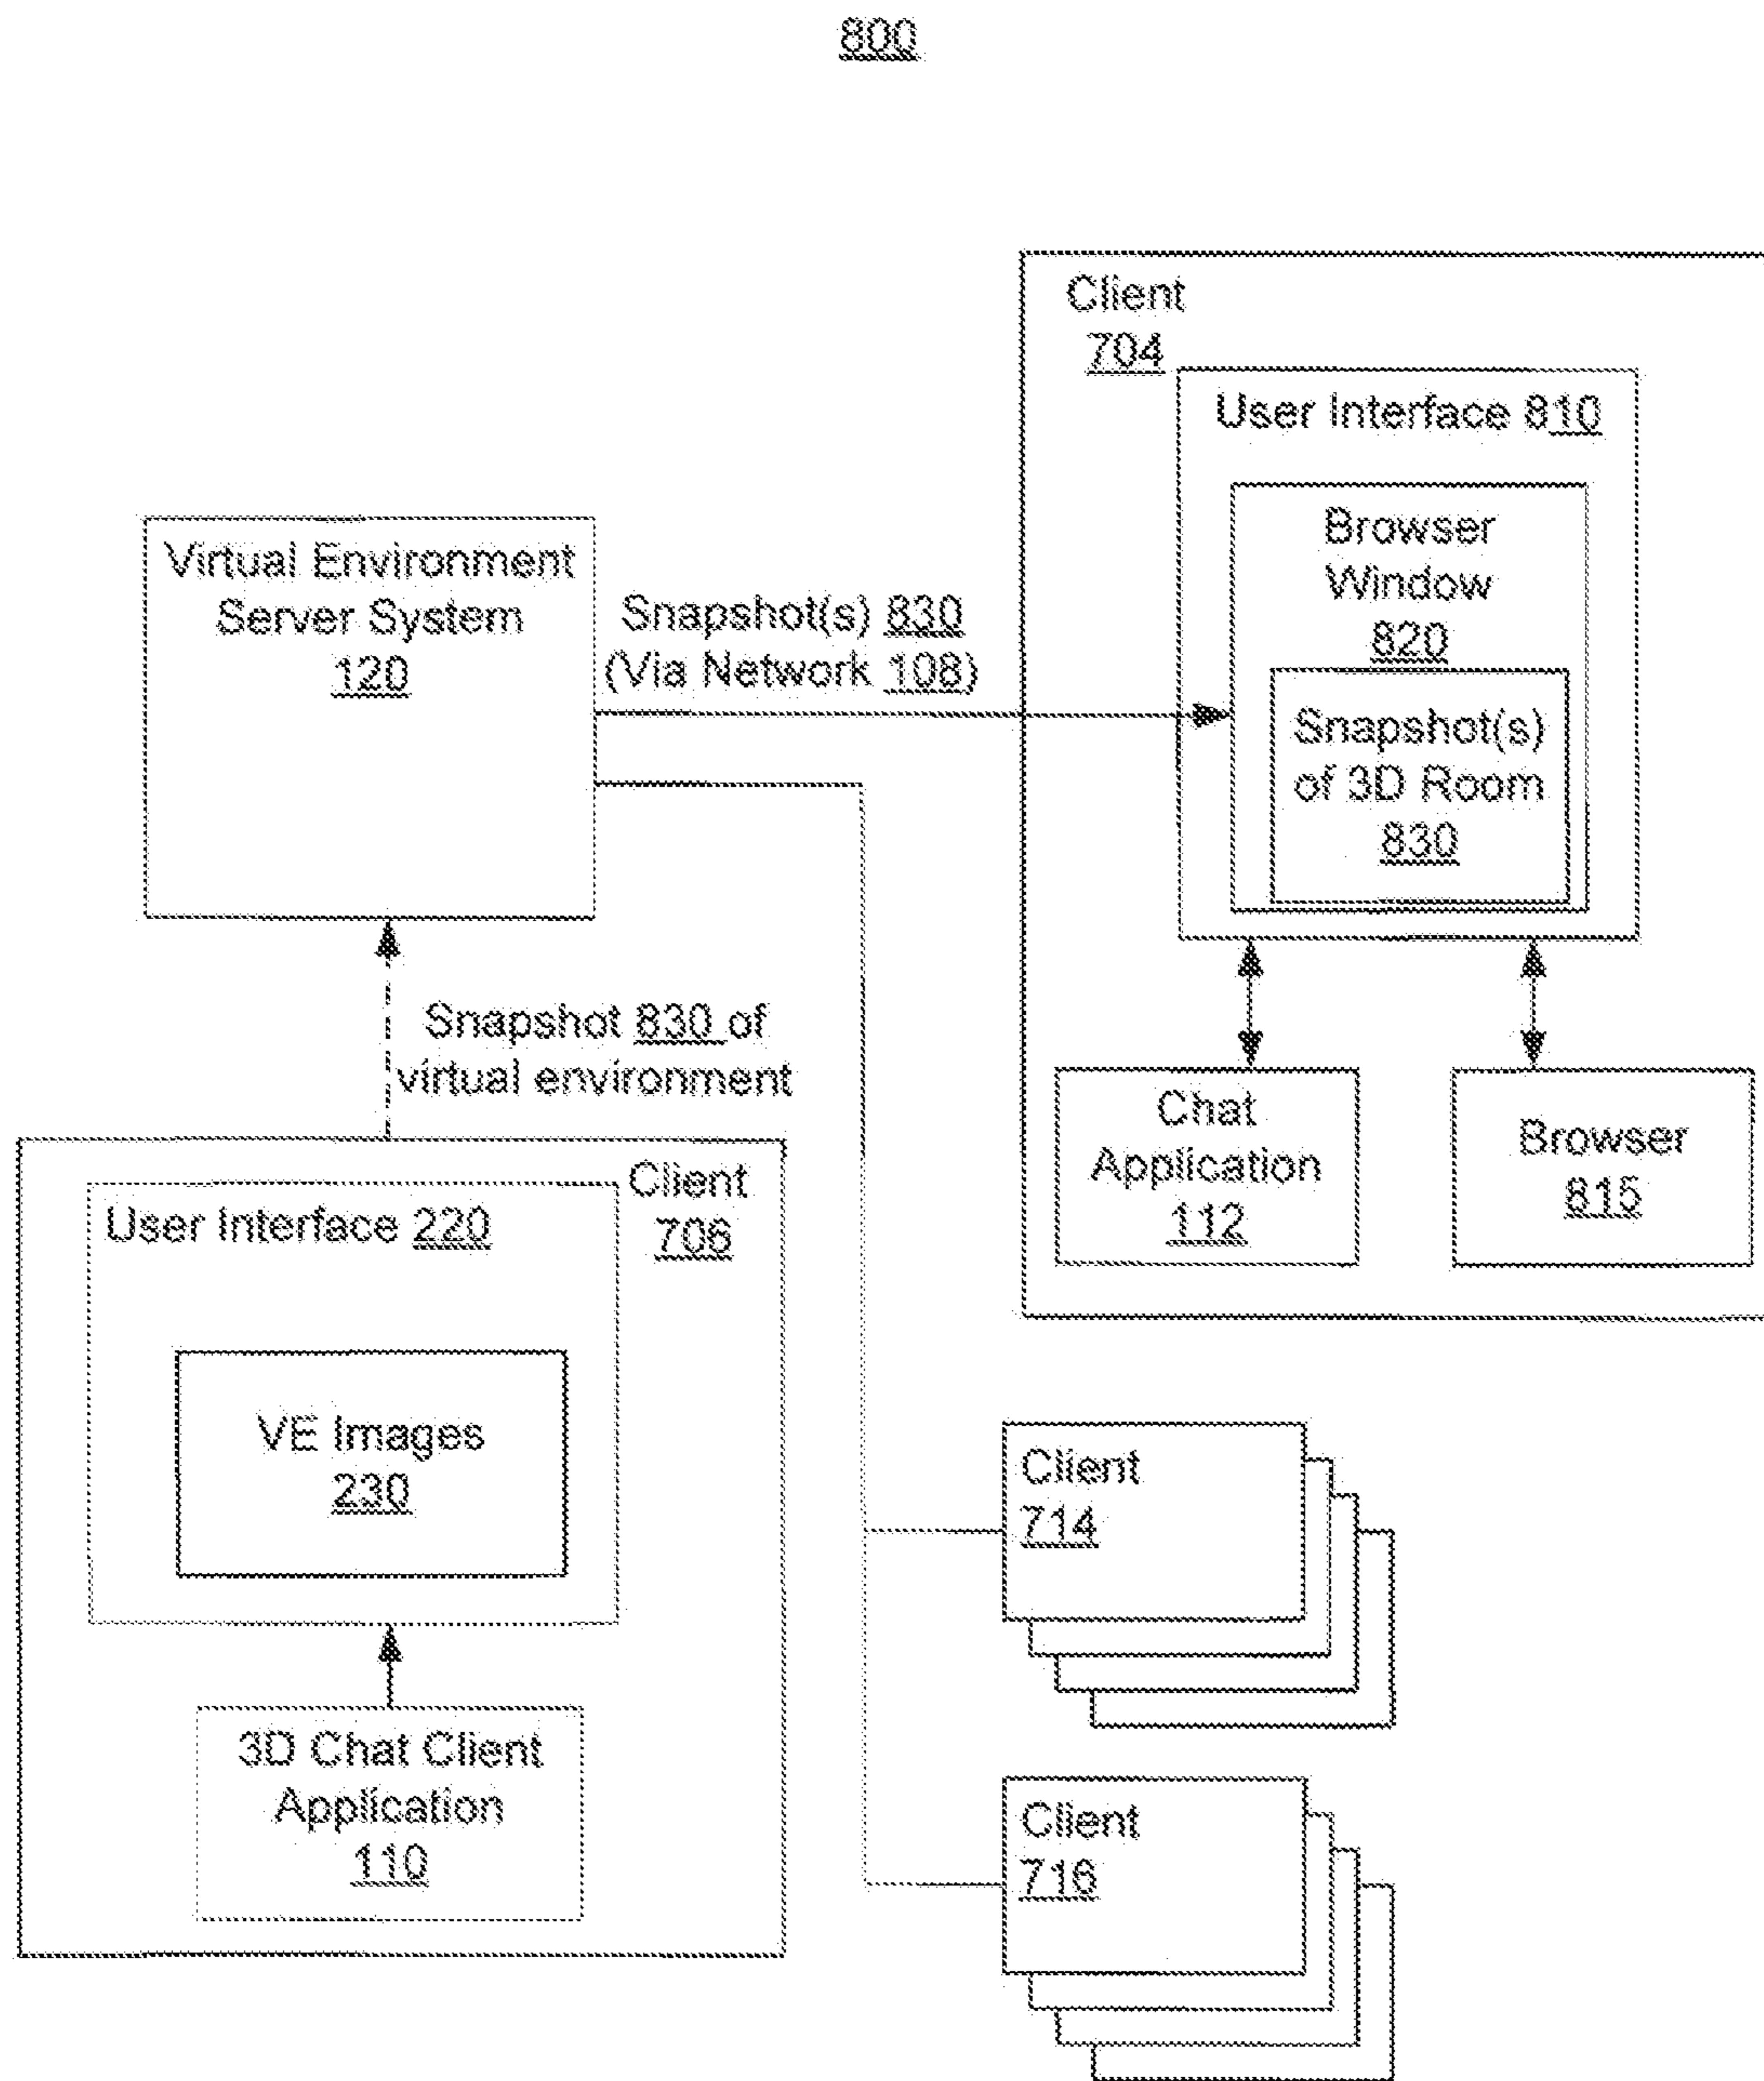 800
Client
704
User Interface 810
Browser
Window
820
Snapshot(s)
of 3D Room
830
Virtual Environment
Server System
120
Snapshot(s) 830
(Via Network 108)
Snapshot 830 of
virtual environment
Chat
Application
112
Browser
815
Client
706
User Interface 220
VE Images
230
3D Chat Client
Application
110
Client
714
Client
716